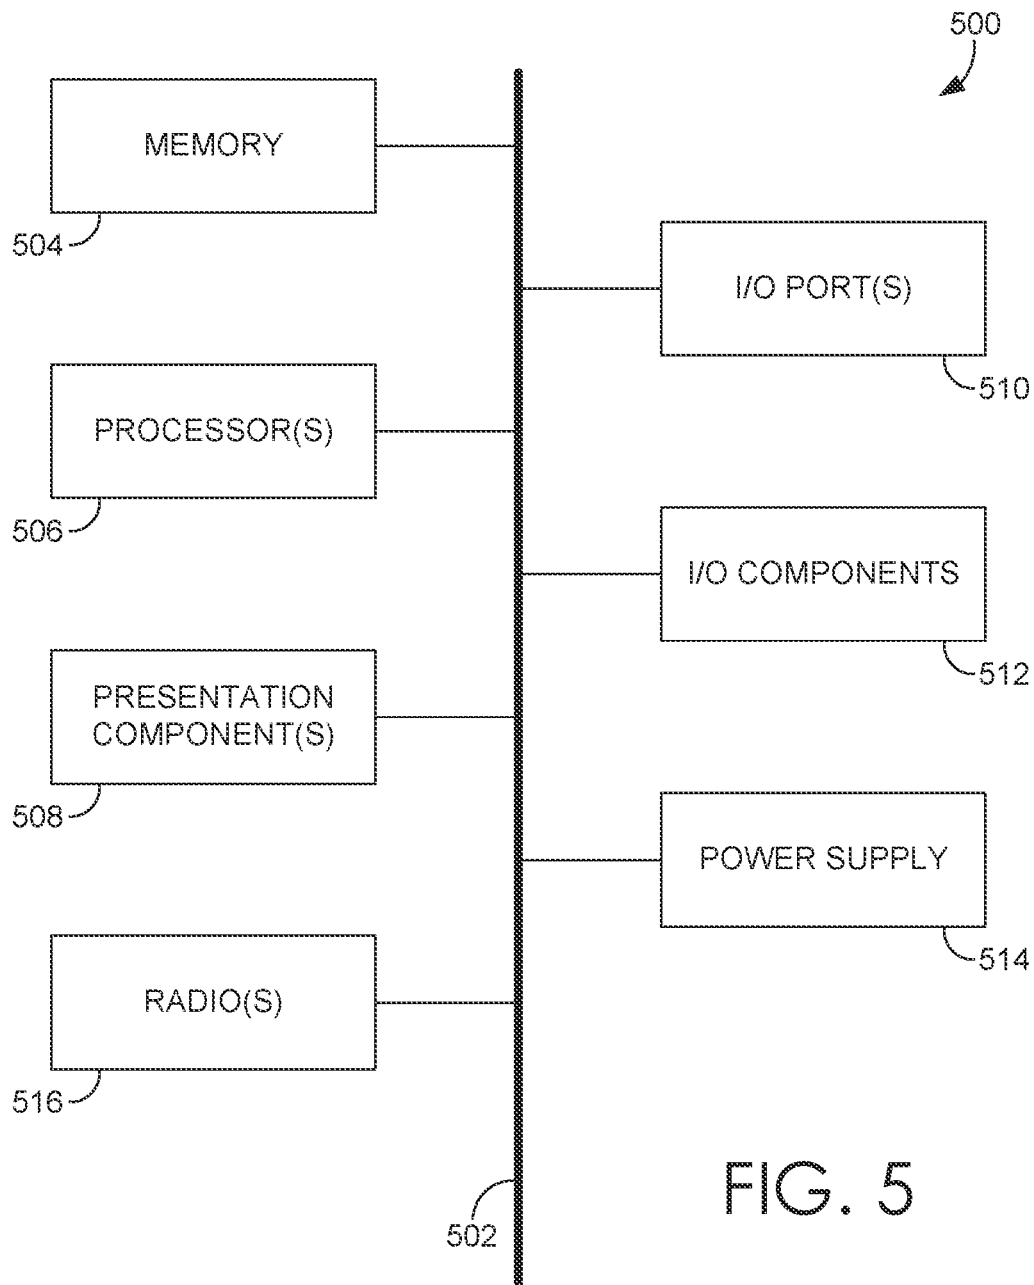 500
MEMORY
504
I/O PORT(S)
510
PROCESSOR(S)
506
I/O COMPONENTS
512
PRESENTATION
COMPONENT(S)
508
POWER SUPPLY
514
RADIO(S)
516
502
FIG. 5